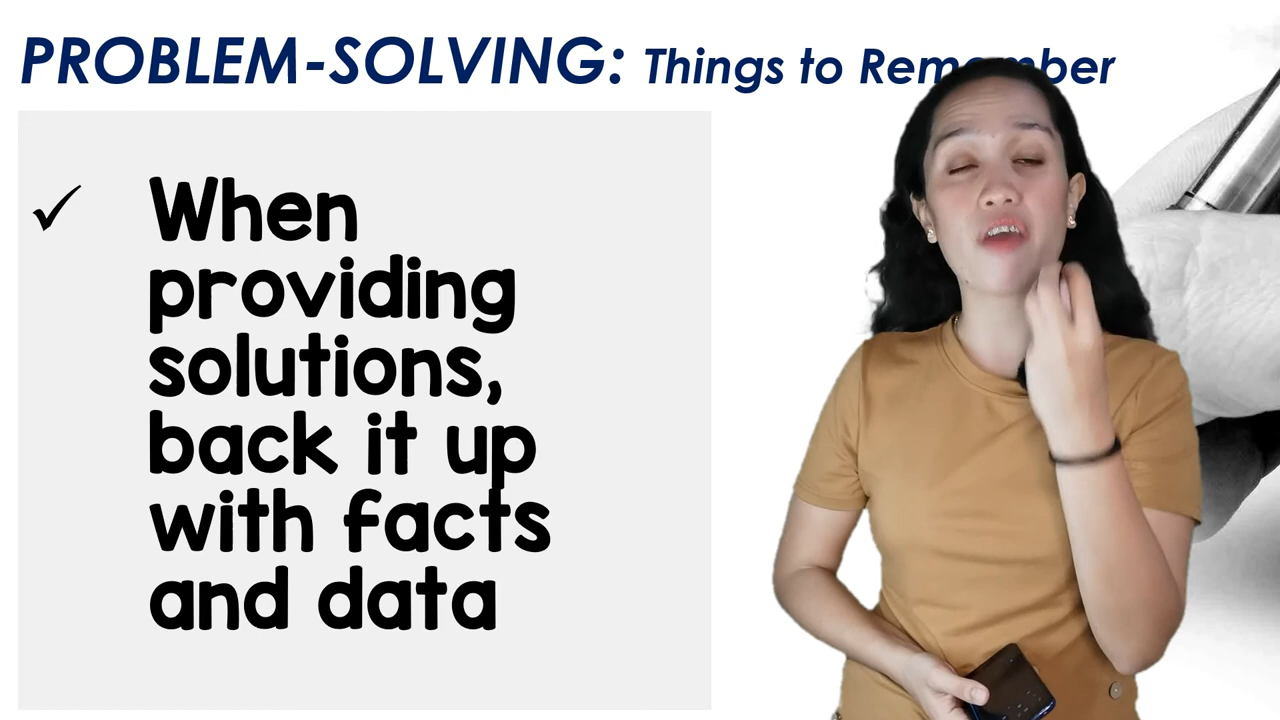 PROBLEM-SOLVING: Things to Remember
When
providing
solutions,
back it up
with facts
and data